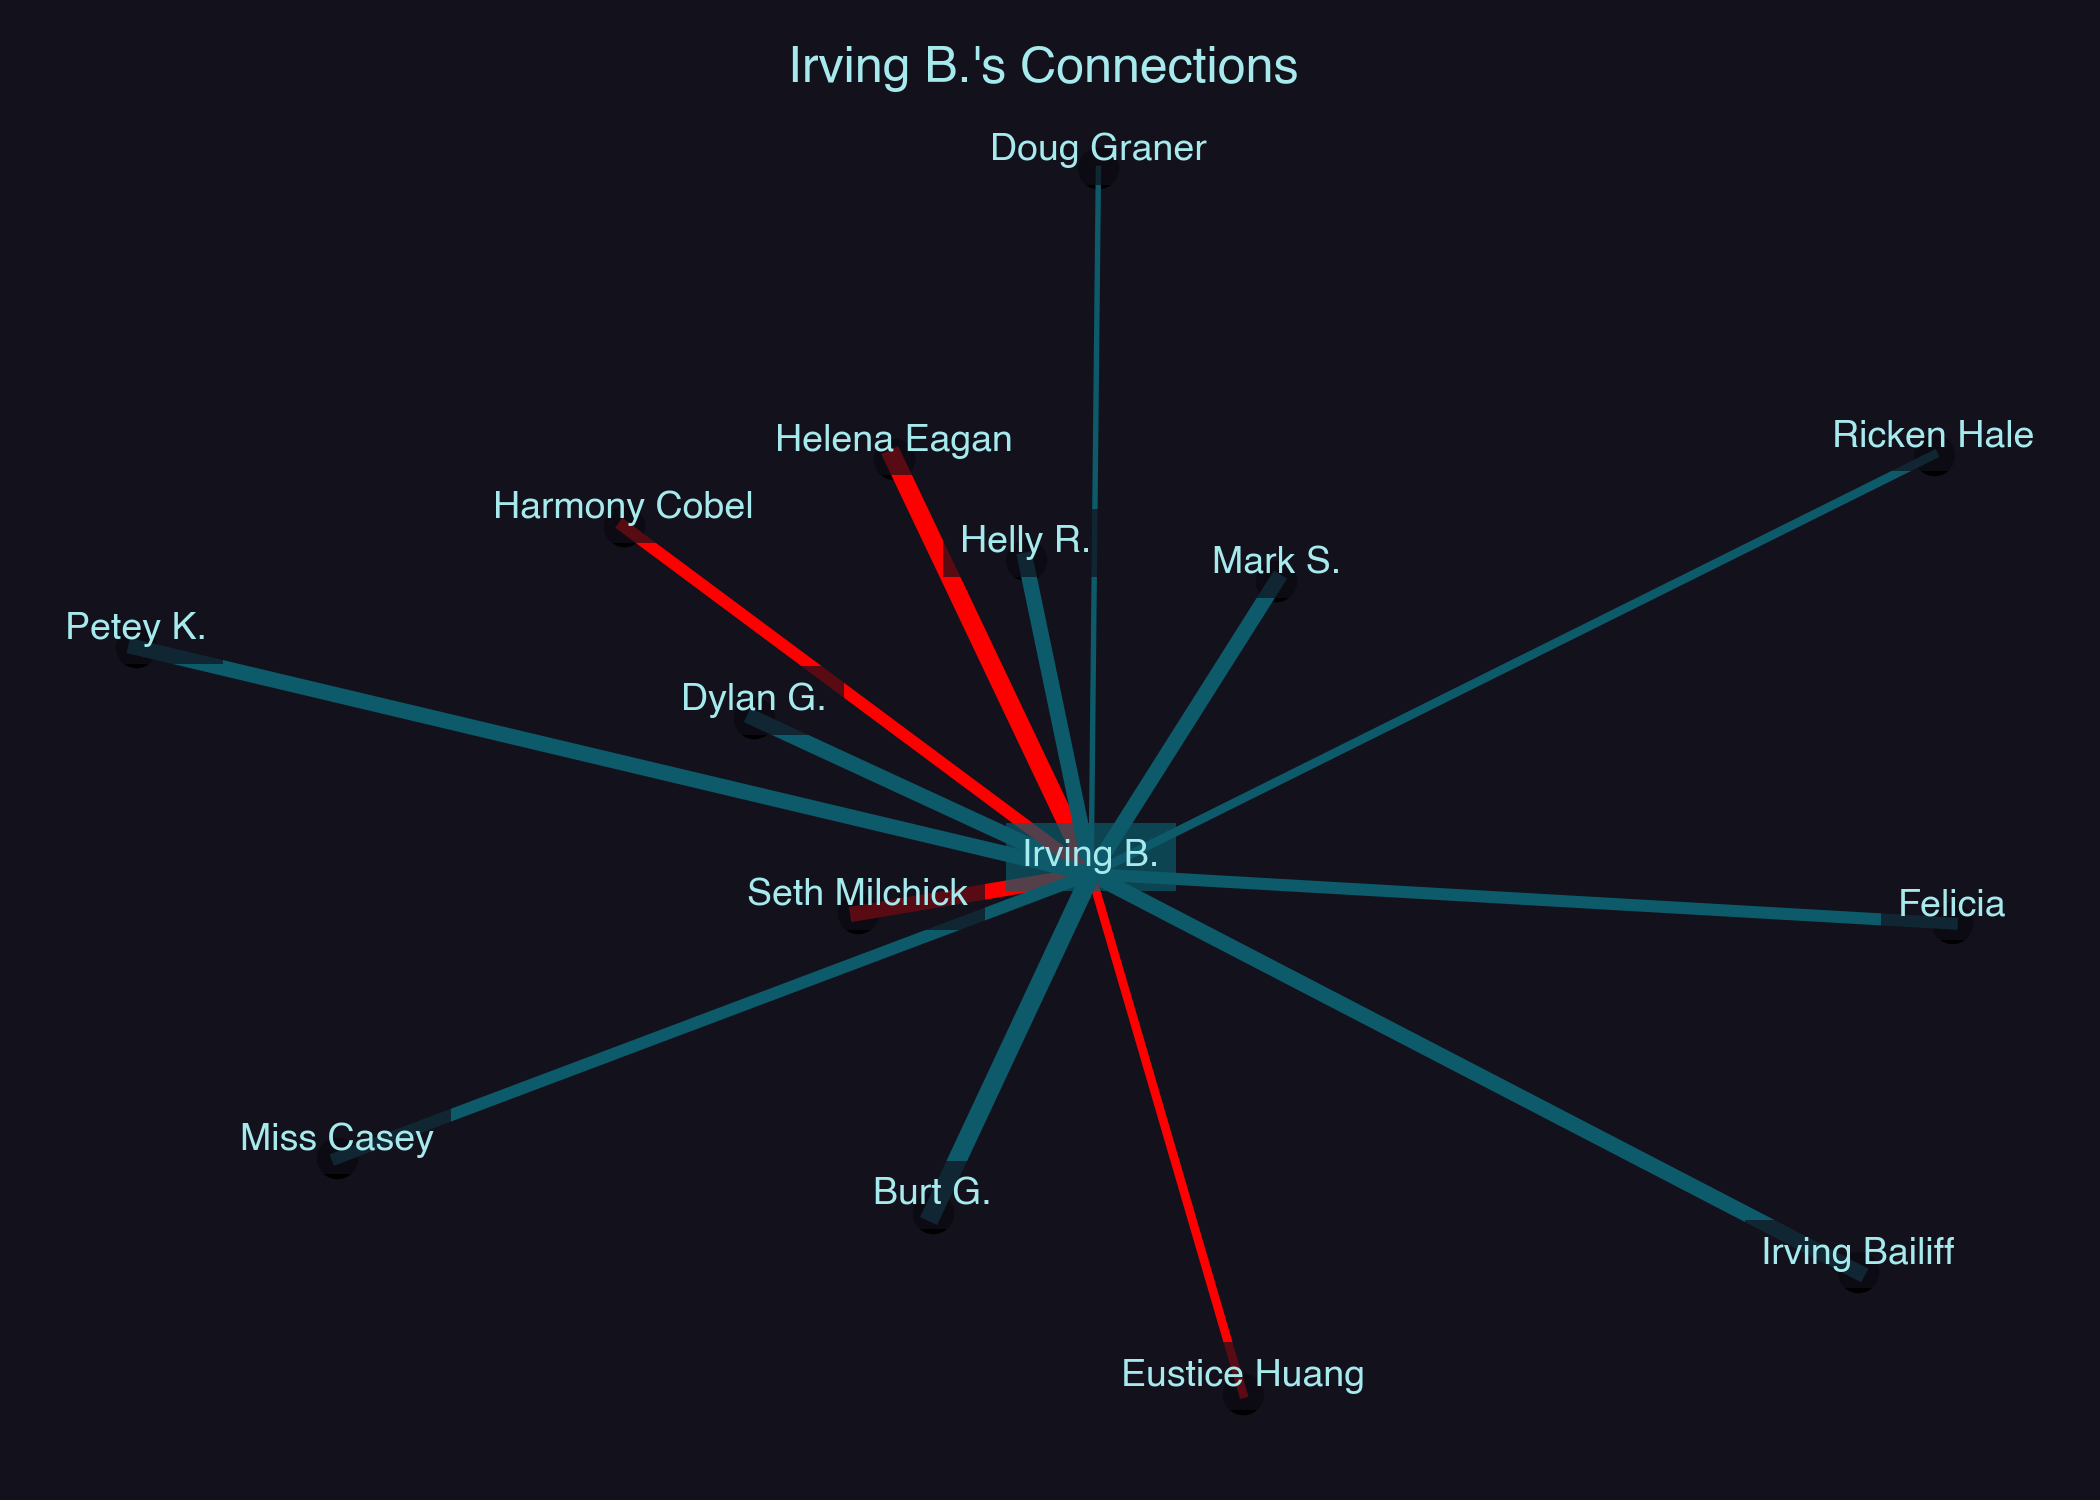 Irving B.'s Connections
Doug Graner
Ricken Hale
Helena Eagan
Harmony Cobel
Helly R.
Mark S.
Petey K.
Dylan G.
Irving B.
Seth Milchick
Felicia
Miss Casey
Burt G.
Irving Bailiff
Eustice Huang